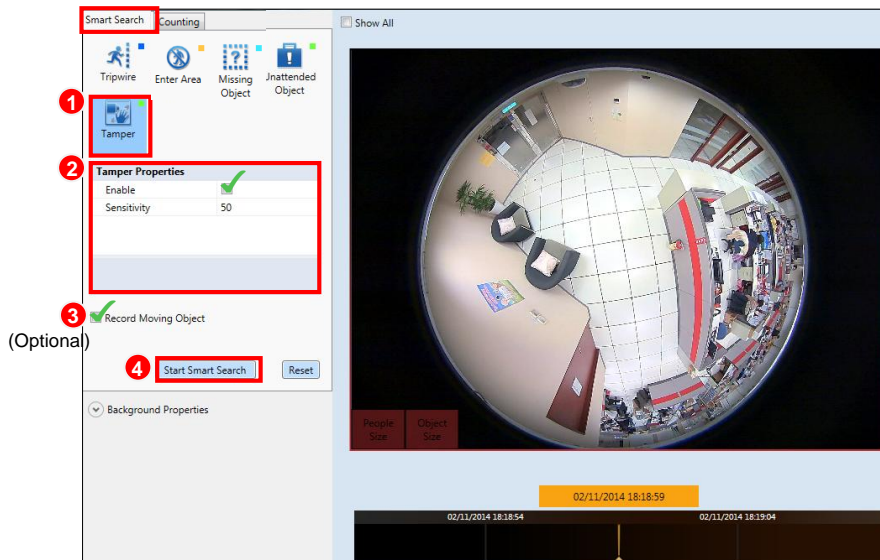 Smart Search
Counting
Show All
Tripwire
Enter Area
Missing
Object
Jnattended
Object
1
Tamper
2
Tamper Properties
Enable
Sensitivity
50
3
Record Moving Object
(Optional)
4
Start Smart Search
Reset
Background Properties
People
Size
Object
Size
02/11/2014 18:18:59
02/11/2014 18:18:54
02/11/2014 18:19:04